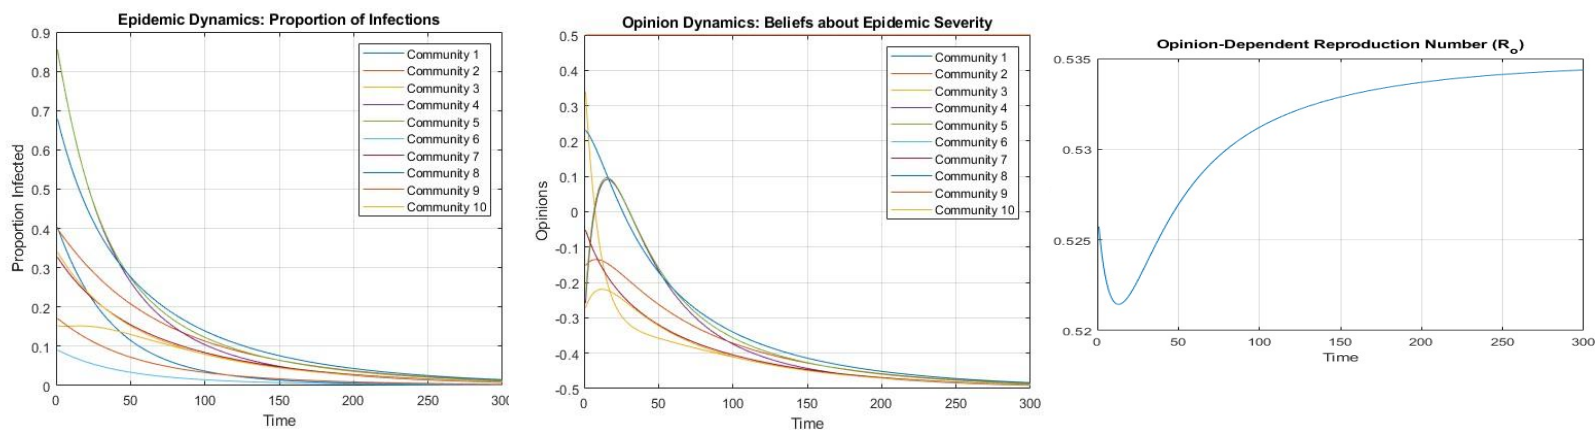 Epidemic Dynamics: Proportion of Infections
0.9
0.8
0.7
0.6
0.5
0.4
0.3
0.2
0.1
0
Proportion Infected
0
50
100
150
200
250
300
Time
Community 1
Community 2
Community 3
Community 4
Community 5
Community 6
Community 7
Community 8
Community 9
Community 10
Opinion Dynamics: Beliefs about Epidemic Severity
0.5
0.4
0.3
0.2
0.1
0
-0.1
-0.2
-0.3
-0.4
-0.5
Opinions
0
50
100
150
200
250
300
Time
Community 1
Community 2
Community 3
Community 4
Community 5
Community 6
Community 7
Community 8
Community 9
Community 10
Opinion-Dependent Reproduction Number (R_o)
0.535
0.53
0.525
0.52
0
50
100
150
200
250
300
Time